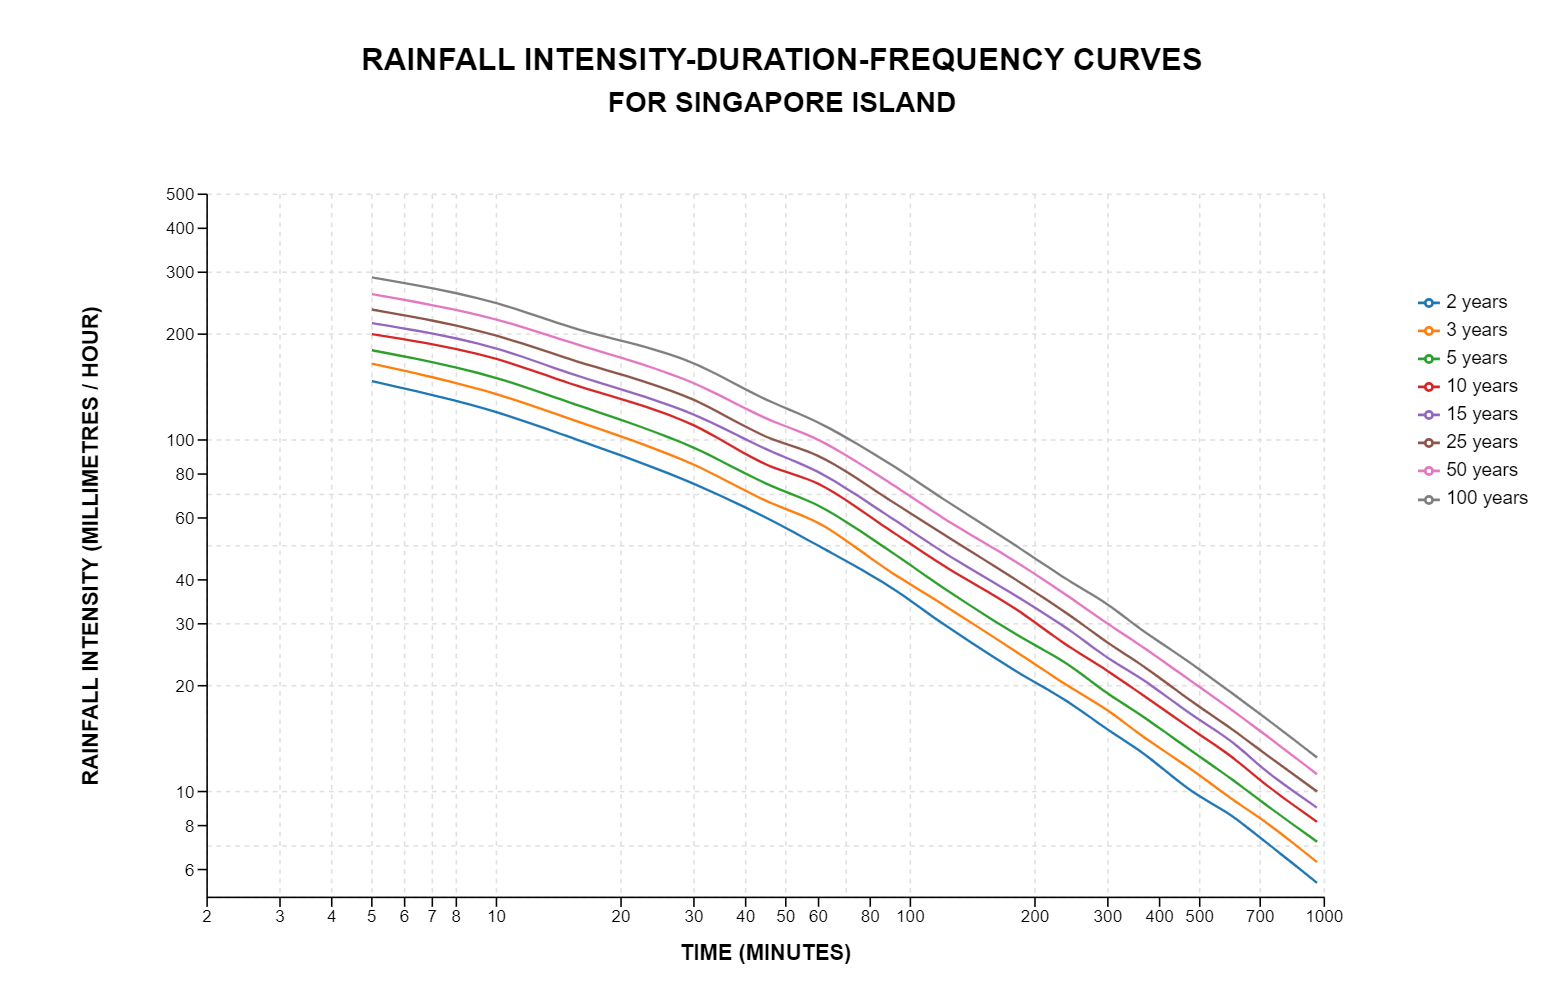 RAINFALL INTENSITY-DURATION-FREQUENCY CURVES
FOR SINGAPORE ISLAND
RAINFALL INTENSITY (MILLIMETRES / HOUR)
500
400
300
200
100
80
60
40
30
20
10
8
6
2 3 4 5 6 7 8 10 20 30 40 50 60 80 100 200 300 400 500 700 1000
TIME (MINUTES)
2 years
3 years
5 years
10 years
15 years
25 years
50 years
100 years